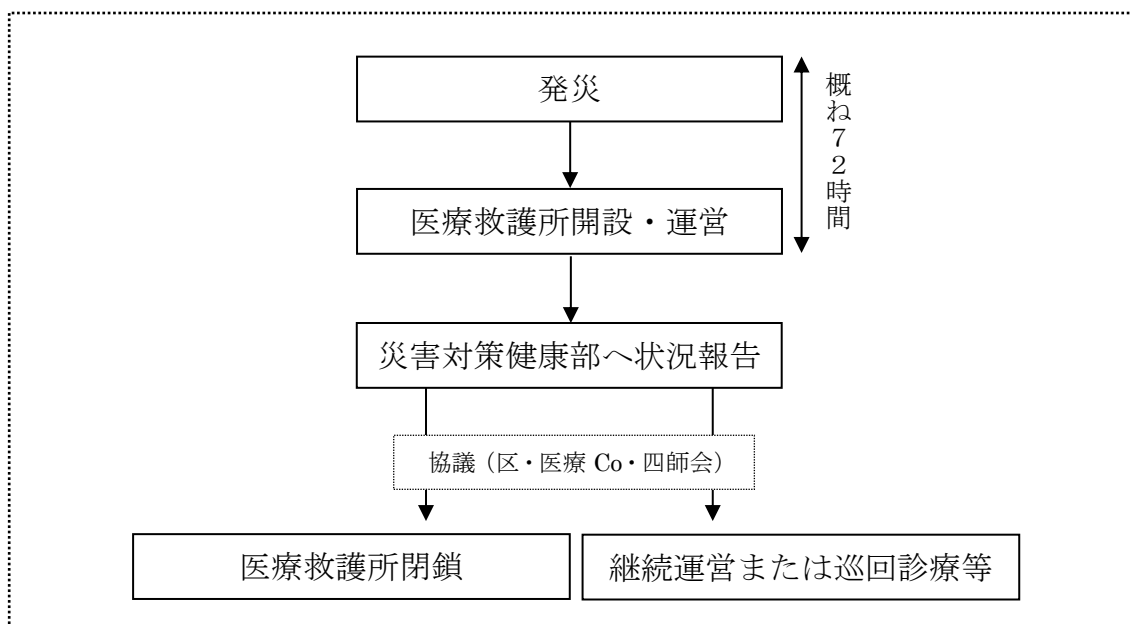 発災
概ね７２時間
医療救護所開設・運営
災害対策健康部へ状況報告
協議（区・医療 Co・四師会）
医療救護所閉鎖
継続運営または巡回診療等